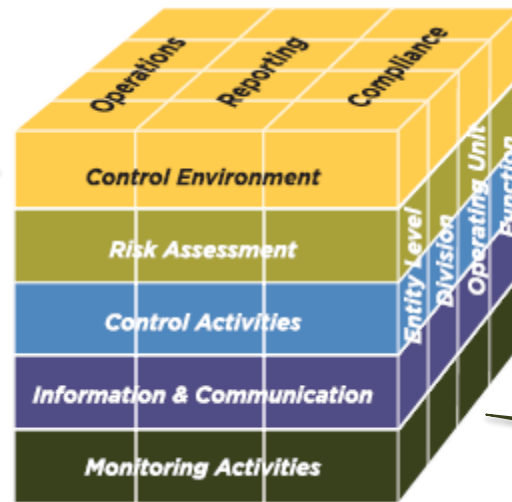 Operations
Reporting
Compliance
Control Environment
Risk Assessment
Control Activities
Information & Communication
Monitoring Activities
Entity Level
Division
Operating Unit
Function